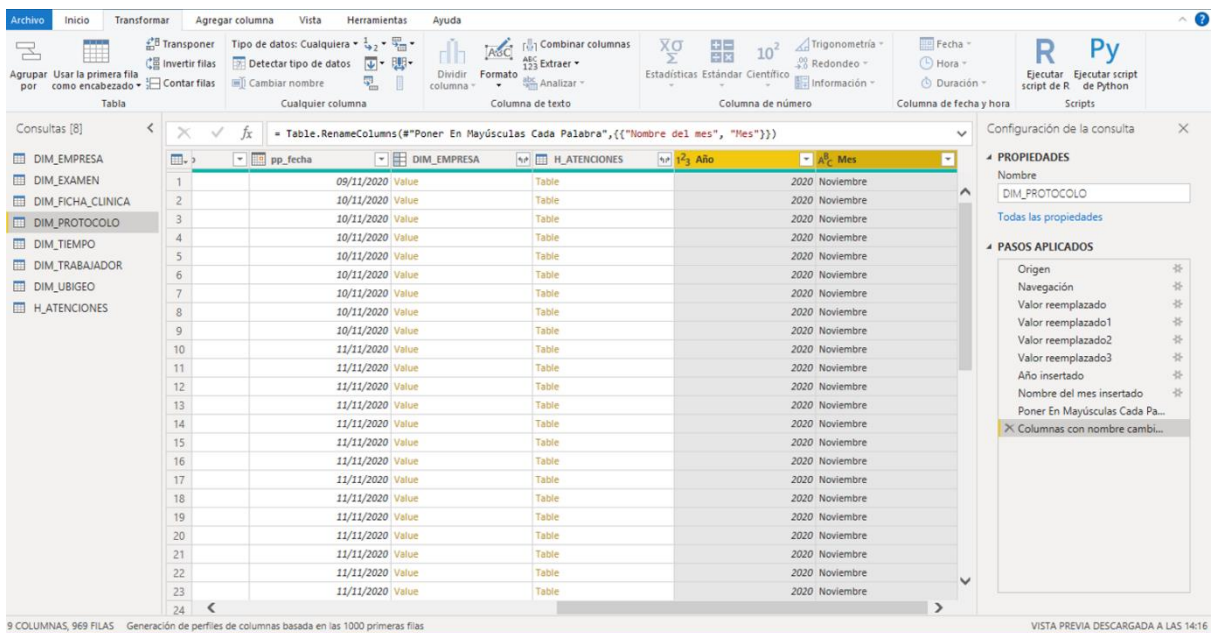 Archivo Inicio Transformar Agregar columna Vista Herramientas Ayuda
Agrupar por
Usar la primera fila como encabezado
Transponer
Invertir filas
Contar filas
Tabla
Tipo de datos: Cualquiera
Detectar tipo de datos
Cambiar nombre
Cualquier columna
Dividir columna
Formato
Combinar columnas
Extraer
Analizar
Columna de texto
Estadísticas
Estándar
Científico
Trigonometría
Redondeo
Información
Columna de número
Fecha
Hora
Duración
Columna de fecha y hora
Ejecutar script de R
Ejecutar script de Python
Scripts
Consultas [8]
DIM_EMPRESA
DIM_EXAMEN
DIM_FICHA_CLINICA
DIM_PROTOCOLO
DIM_TIEMPO
DIM_TRABAJADOR
DIM_UBIGEO
H_ATENCIONES
= Table.RenameColumns(#"Poner En Mayúsculas Cada Palabra",{{"Nombre del mes", "Mes"}})
pp_fecha DIM_EMPRESA H_ATENCIONES Año Mes
1 09/11/2020 Value Table 2020 Noviembre
2 10/11/2020 Value Table 2020 Noviembre
3 10/11/2020 Value Table 2020 Noviembre
4 10/11/2020 Value Table 2020 Noviembre
5 10/11/2020 Value Table 2020 Noviembre
6 10/11/2020 Value Table 2020 Noviembre
7 10/11/2020 Value Table 2020 Noviembre
8 10/11/2020 Value Table 2020 Noviembre
9 10/11/2020 Value Table 2020 Noviembre
10 11/11/2020 Value Table 2020 Noviembre
11 11/11/2020 Value Table 2020 Noviembre
12 11/11/2020 Value Table 2020 Noviembre
13 11/11/2020 Value Table 2020 Noviembre
14 11/11/2020 Value Table 2020 Noviembre
15 11/11/2020 Value Table 2020 Noviembre
16 11/11/2020 Value Table 2020 Noviembre
17 11/11/2020 Value Table 2020 Noviembre
18 11/11/2020 Value Table 2020 Noviembre
19 11/11/2020 Value Table 2020 Noviembre
20 11/11/2020 Value Table 2020 Noviembre
21 11/11/2020 Value Table 2020 Noviembre
22 11/11/2020 Value Table 2020 Noviembre
23 11/11/2020 Value Table 2020 Noviembre
24
Configuración de la consulta
PROPIEDADES
Nombre
DIM_PROTOCOLO
Todas las propiedades
PASOS APLICADOS
Origen
Navegación
Valor reemplazado
Valor reemplazado1
Valor reemplazado2
Valor reemplazado3
Año insertado
Nombre del mes insertado
Poner En Mayúsculas Cada Pa...
Columnas con nombre cambi...
9 COLUMNAS, 969 FILAS Generación de perfiles de columnas basada en las 1000 primeras filas
VISTA PREVIA DESCARGADA A LAS 14:16